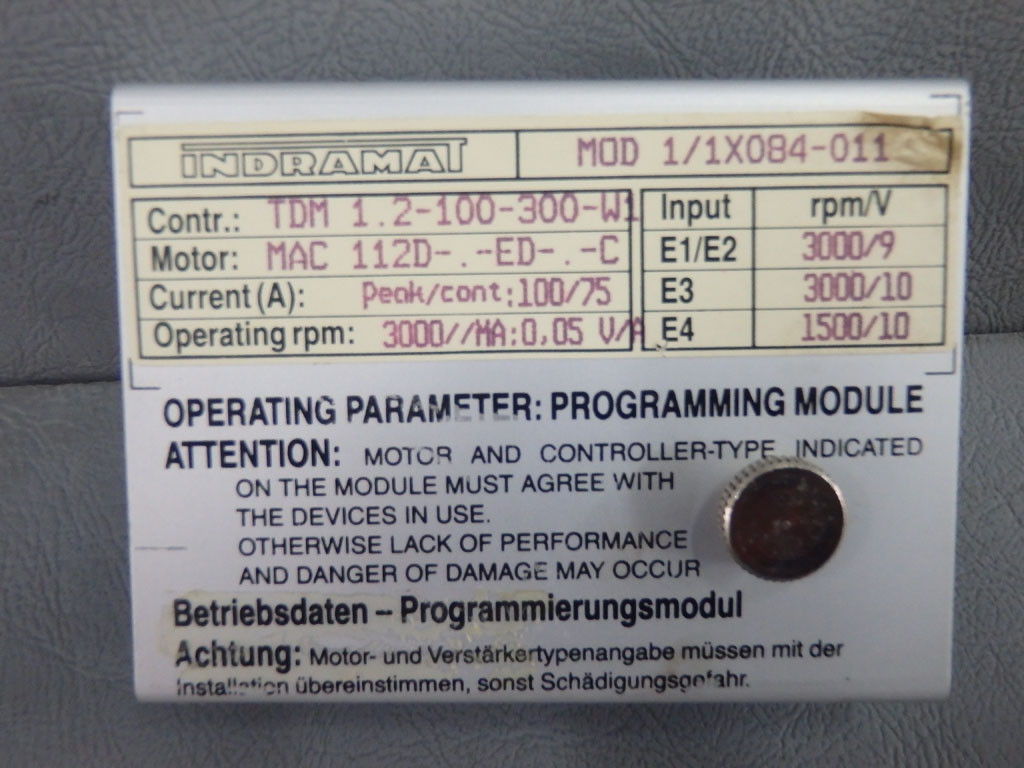 INDRAMAT MOD 1/1X084-011
Contr.: TDM 1.2-100-300-W1 Input rpm/V
Motor: MAC 112D-.-ED-.-C E1/E2 3000/9
Current (A): Peak/cont:100/75 E3 3000/10
Operating rpm: 3000//MA:0,05 V/A E4 1500/10
OPERATING PARAMETER: PROGRAMMING MODULE
ATTENTION: MOTOR AND CONTROLLER-TYPE INDICATED
ON THE MODULE MUST AGREE WITH
THE DEVICES IN USE.
OTHERWISE LACK OF PERFORMANCE
AND DANGER OF DAMAGE MAY OCCUR
Betriebsdaten – Programmierungsmodul
Achtung: Motor- und Verstärkertypenangabe müssen mit der
Installation übereinstimmen, sonst Schädigungsgefahr.